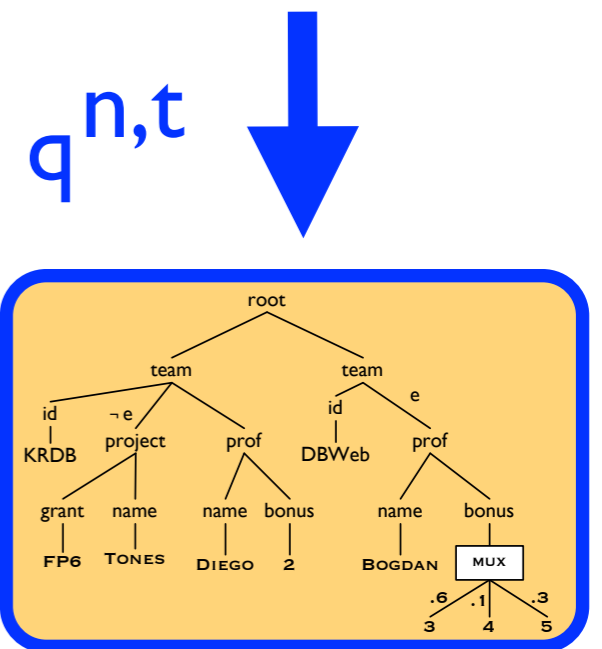 q n,t
root
team team
id ¬ e id e
KRDB project prof DBWeb prof
grant name name bonus name bonus
FP6 TONES DIEGO 2 BOGDAN MUX
.6 .1 .3
3 4 5